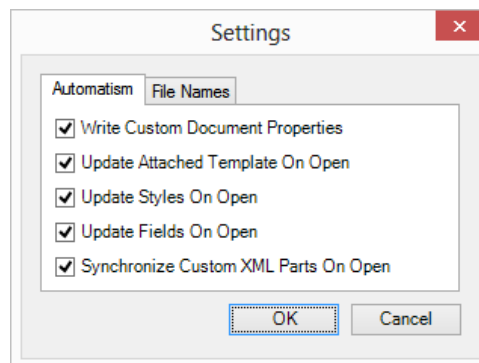 Settings
Automatism
File Names
Write Custom Document Properties
Update Attached Template On Open
Update Styles On Open
Update Fields On Open
Synchronize Custom XML Parts On Open
OK
Cancel